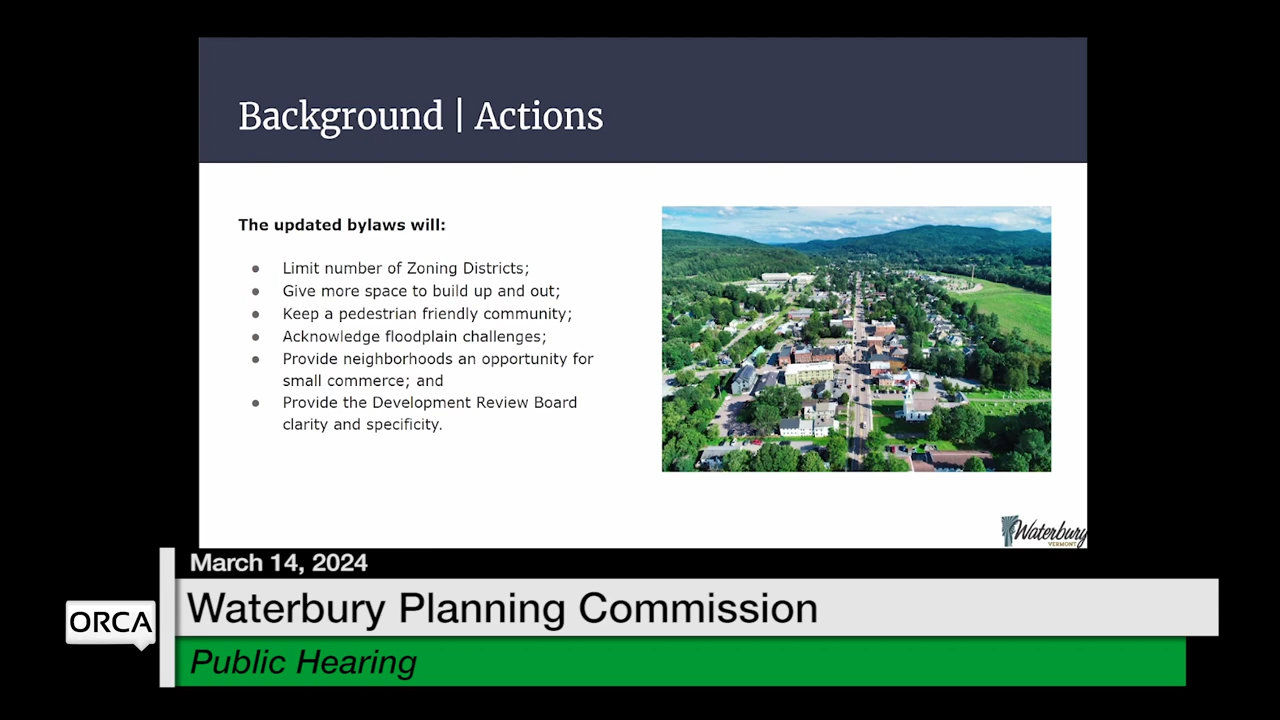 Background | Actions
The updated bylaws will:
● Limit number of Zoning Districts;
● Give more space to build up and out;
● Keep a pedestrian friendly community;
● Acknowledge floodplain challenges;
● Provide neighborhoods an opportunity for
small commerce; and
● Provide the Development Review Board
clarity and specificity.
Waterbury
VERMONT
March 14, 2024
ORCA
Waterbury Planning Commission
Public Hearing